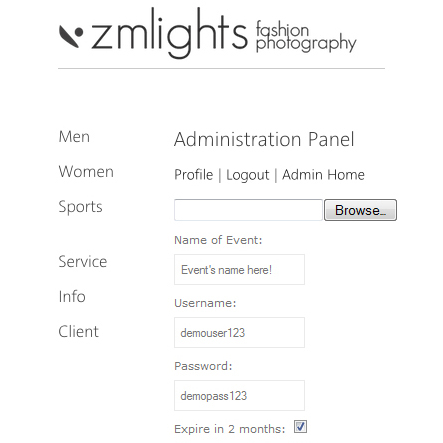 zmlights fashion photography
Men
Women
Sports
Service
Info
Client
Administration Panel
Profile | Logout | Admin Home
Browse...
Name of Event:
Event's name here!
Username:
demouser123
Password:
demopass123
Expire in 2 months: